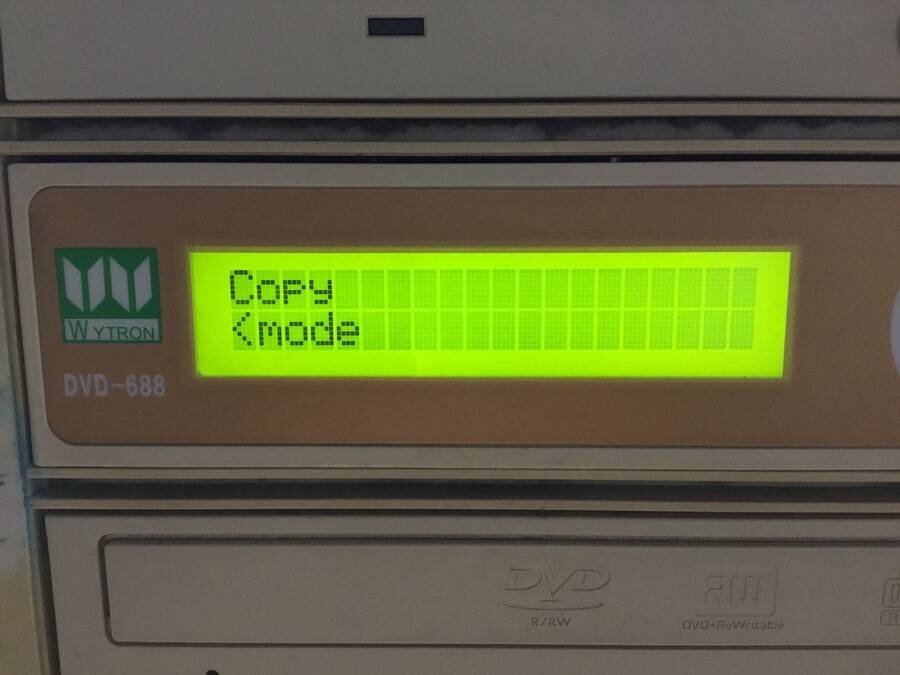 Copy
<mode
WYTRON
DVD-688
DVD
R/RW
RW
DVD+ReWritable